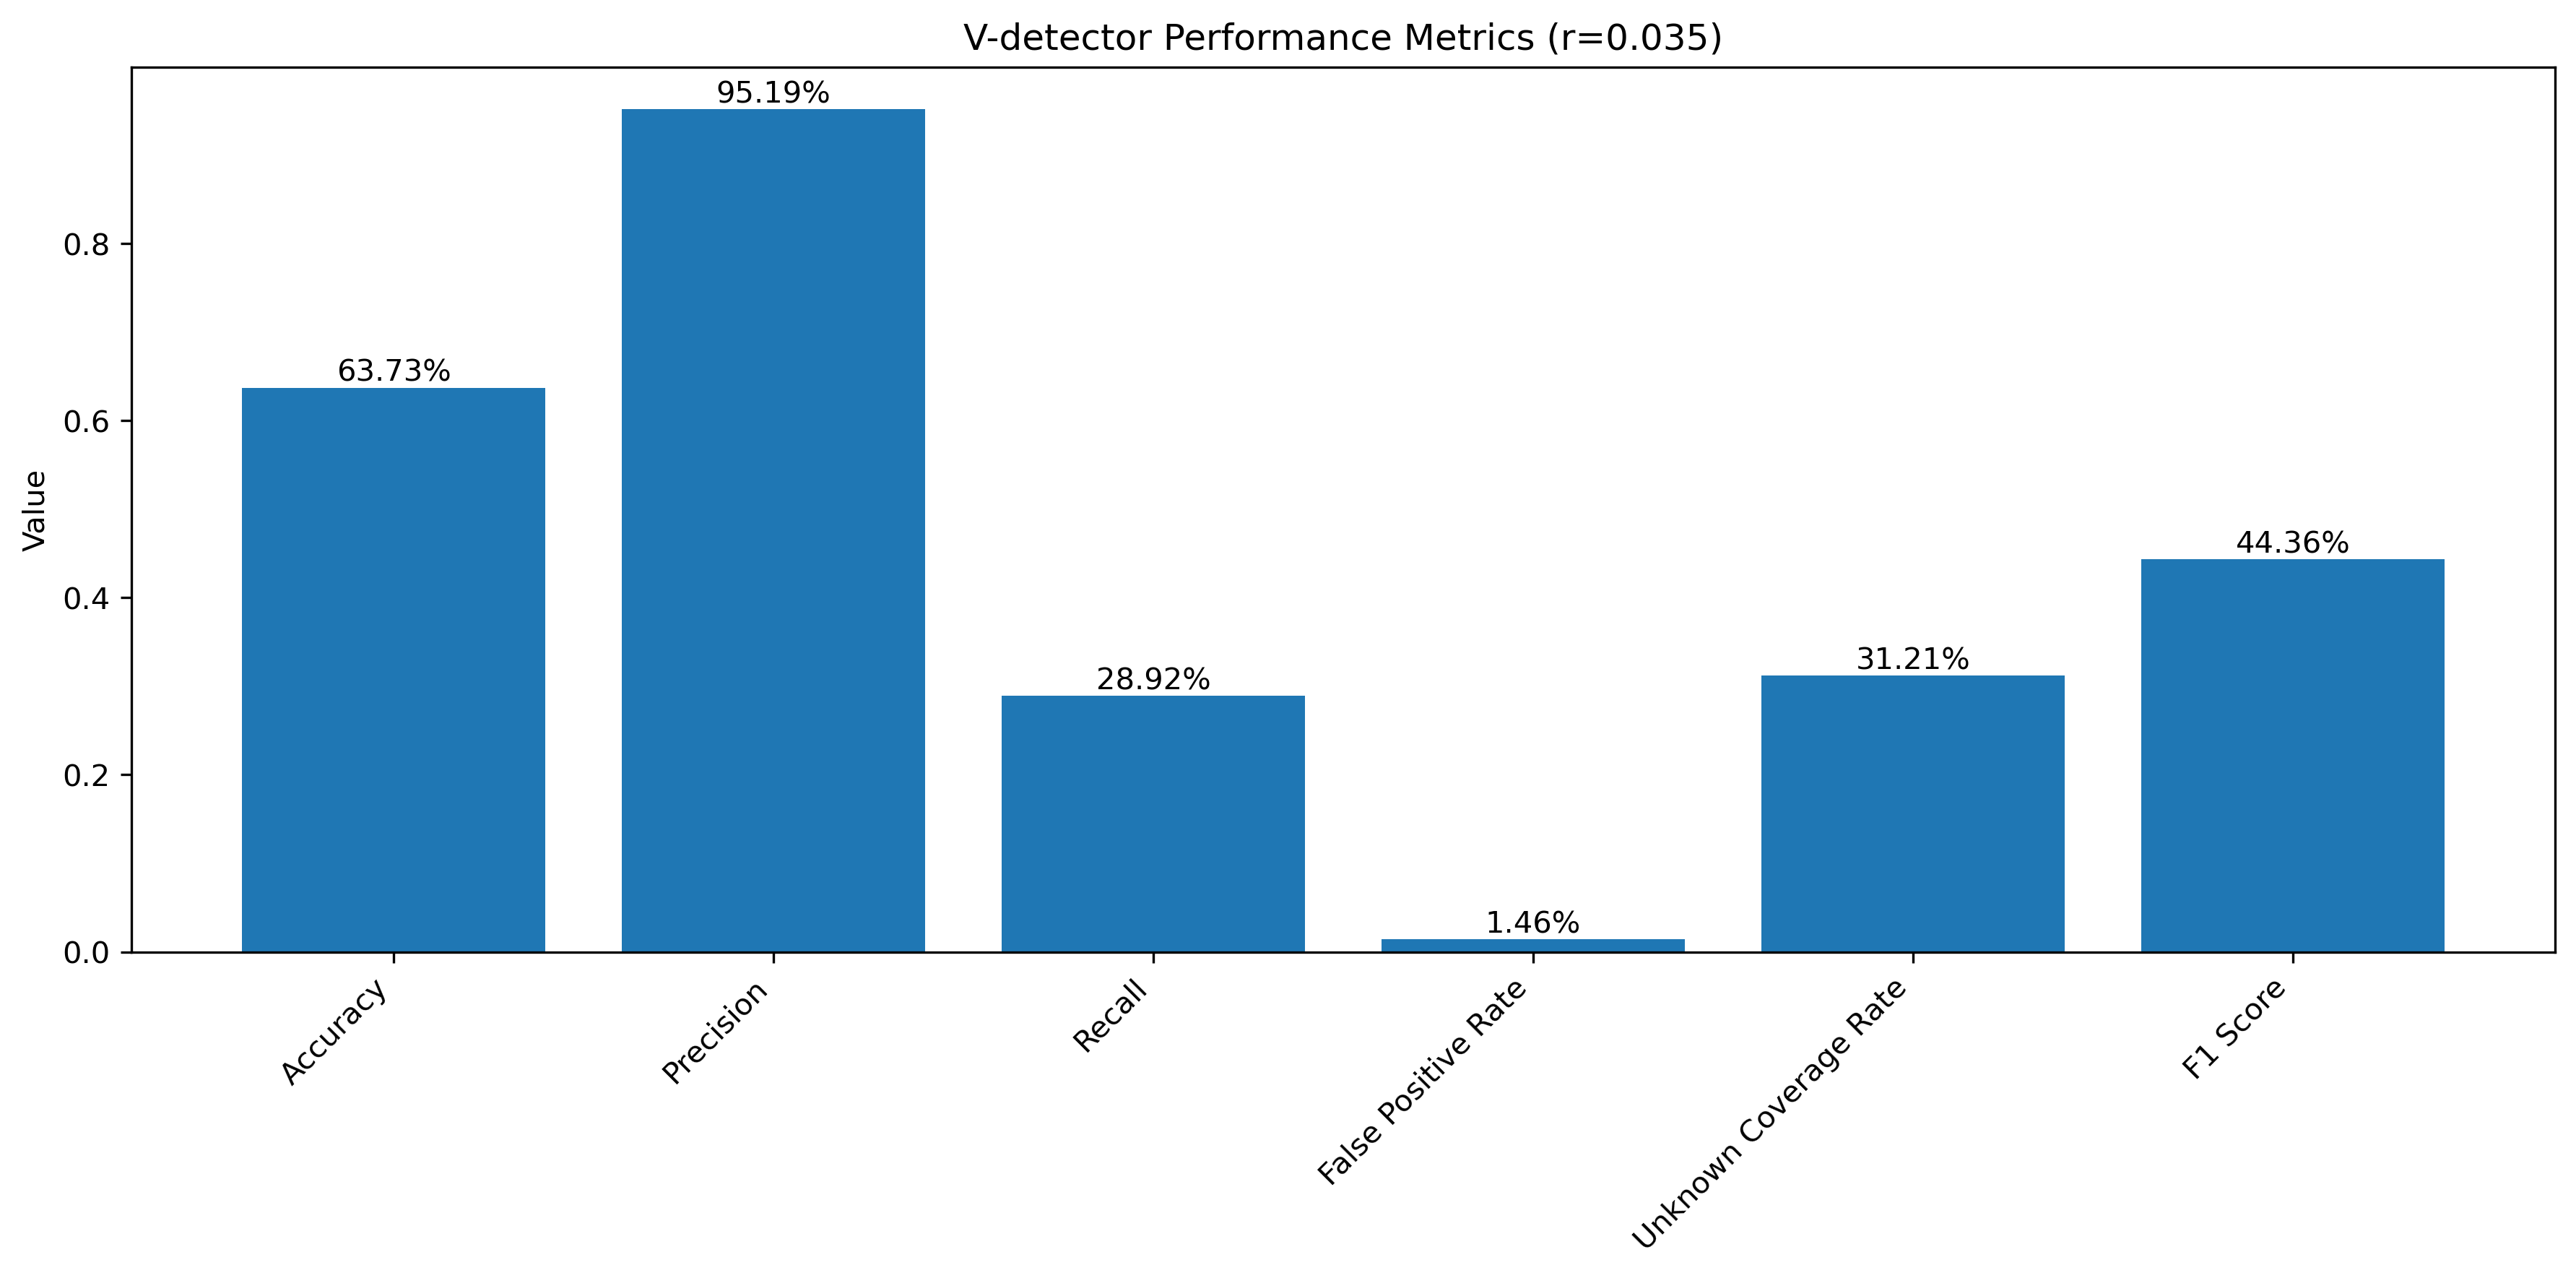 V-detector Performance Metrics (r=0.035)
Value
0.8
0.6
0.4
0.2
0.0
63.73%
95.19%
28.92%
1.46%
31.21%
44.36%
Accuracy
Precision
Recall
False Positive Rate
Unknown Coverage Rate
F1 Score